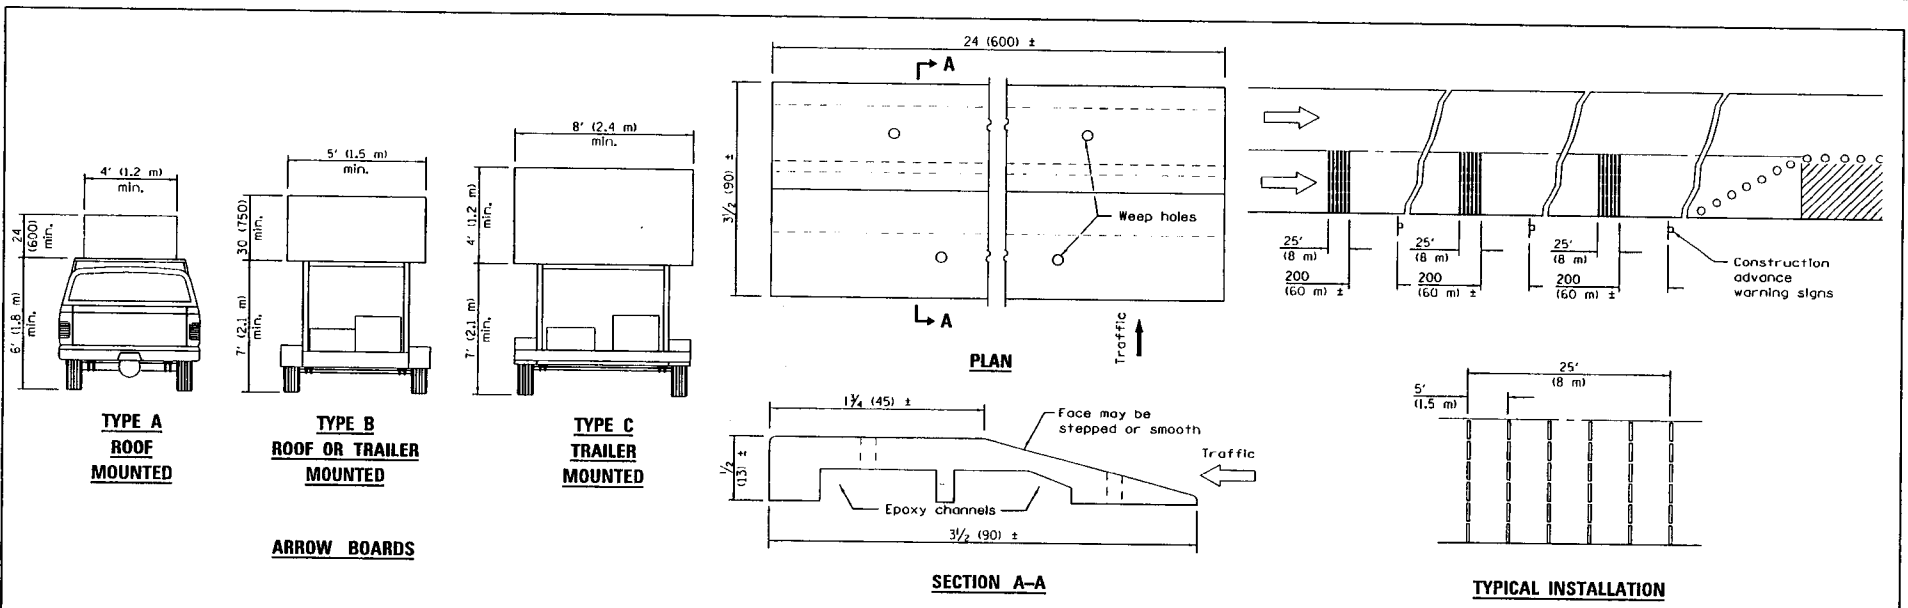 4' (1.2 m)
min.
24
(600)
min.
6' (1.8 m)
min.
TYPE A
ROOF
MOUNTED
5' (1.5 m)
min.
30 (750)
min.
7' (2.1 m)
min.
TYPE B
ROOF OR TRAILER
MOUNTED
8' (2.4 m)
min.
4' (1.2 m)
min.
7' (2.1 m)
min.
TYPE C
TRAILER
MOUNTED
ARROW BOARDS
24 (600) ±
A
3½ (90) ±
Weep holes
A
Traffic
PLAN
1¾ (45) ±
Face may be
stepped or smooth
½
(13) ±
Traffic
Epoxy channels
3½ (90) ±
SECTION A-A
25'
(8 m)
200
(60 m) ±
25'
(8 m)
200
(60 m) ±
25'
(8 m)
200
(60 m) ±
Construction
advance
warning signs
25'
(8 m)
5'
(1.5 m)
TYPICAL INSTALLATION